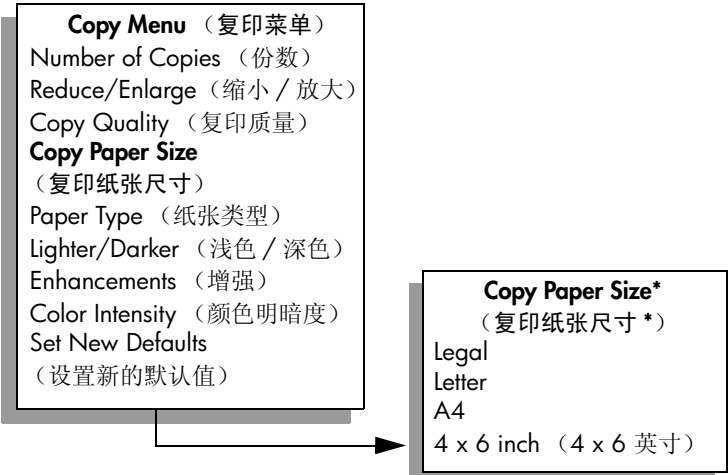 Copy Menu （复印菜单）
Number of Copies （份数）
Reduce/Enlarge（缩小 / 放大）
Copy Quality （复印质量）
Copy Paper Size
（复印纸张尺寸）
Paper Type （纸张类型）
Lighter/Darker（浅色 / 深色）
Enhancements （增强）
Color Intensity （颜色明暗度）
Set New Defaults
（设置新的默认值）
Copy Paper Size*
（复印纸张尺寸 *）
Legal
Letter
A4
4 x 6 inch （4 x 6 英寸）